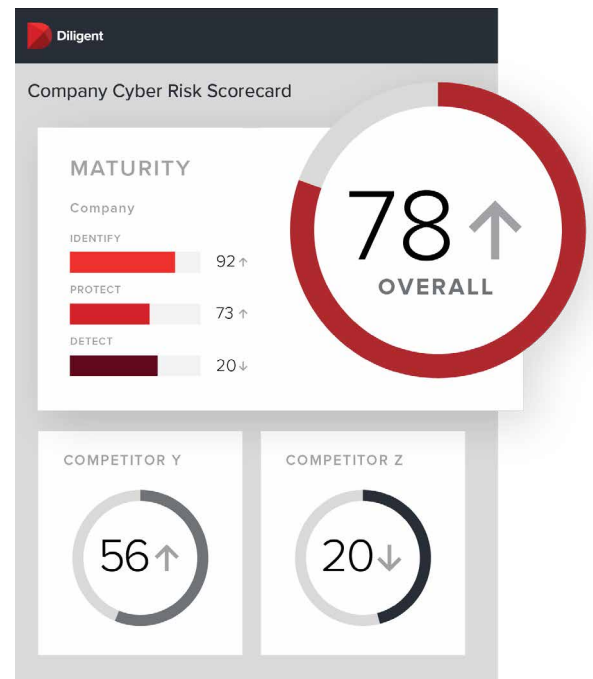 Diligent
Company Cyber Risk Scorecard
MATURITY
Company
IDENTIFY
92↑
PROTECT
73↑
DETECT
20↓
78↑
OVERALL
COMPETITOR Y
56↑
COMPETITOR Z
20↓